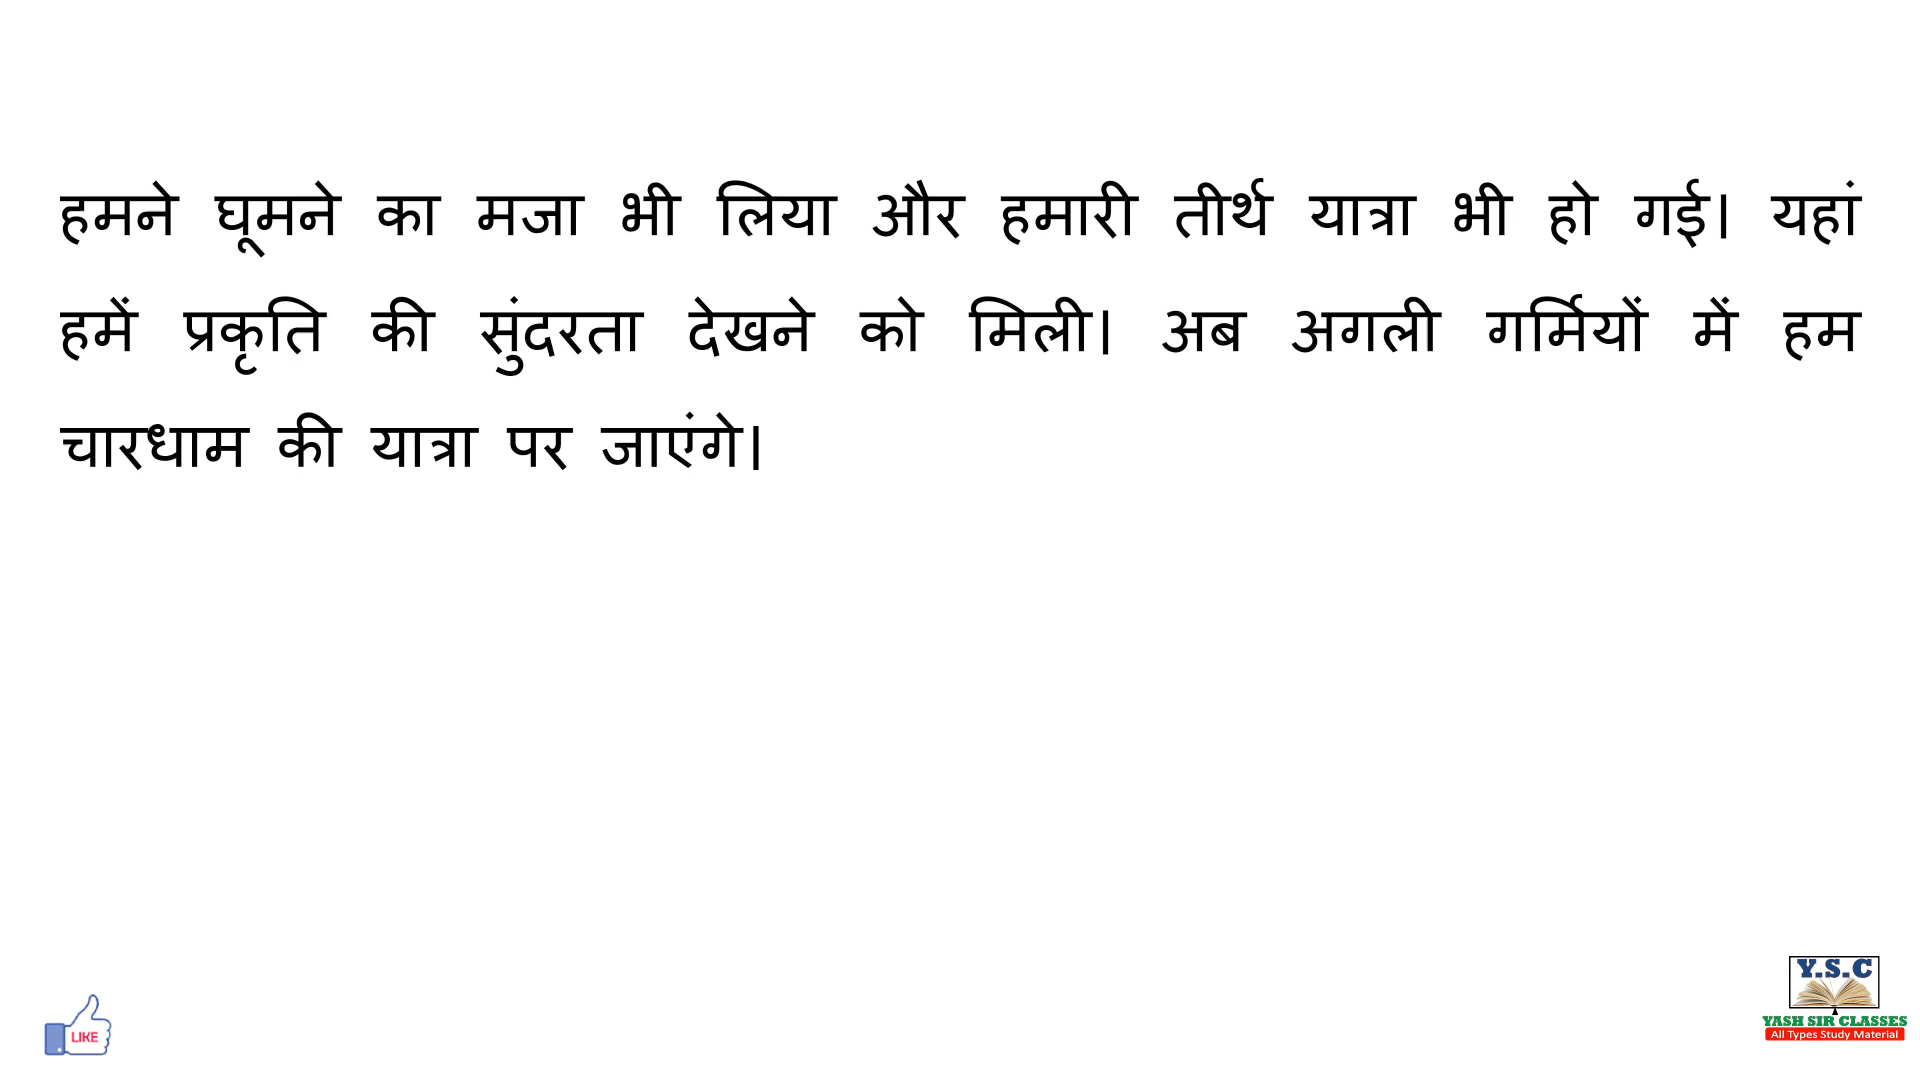 हमने घूमने का मजा भी लिया और हमारी तीर्थ यात्रा भी हो गई। यहां
हमें प्रकृति की सुंदरता देखने को मिली। अब अगली गर्मियों में हम
चारधाम की यात्रा पर जाएंगे।
LIKE
Y.S.C
YASH SIR CLASSES
All Types Study Material